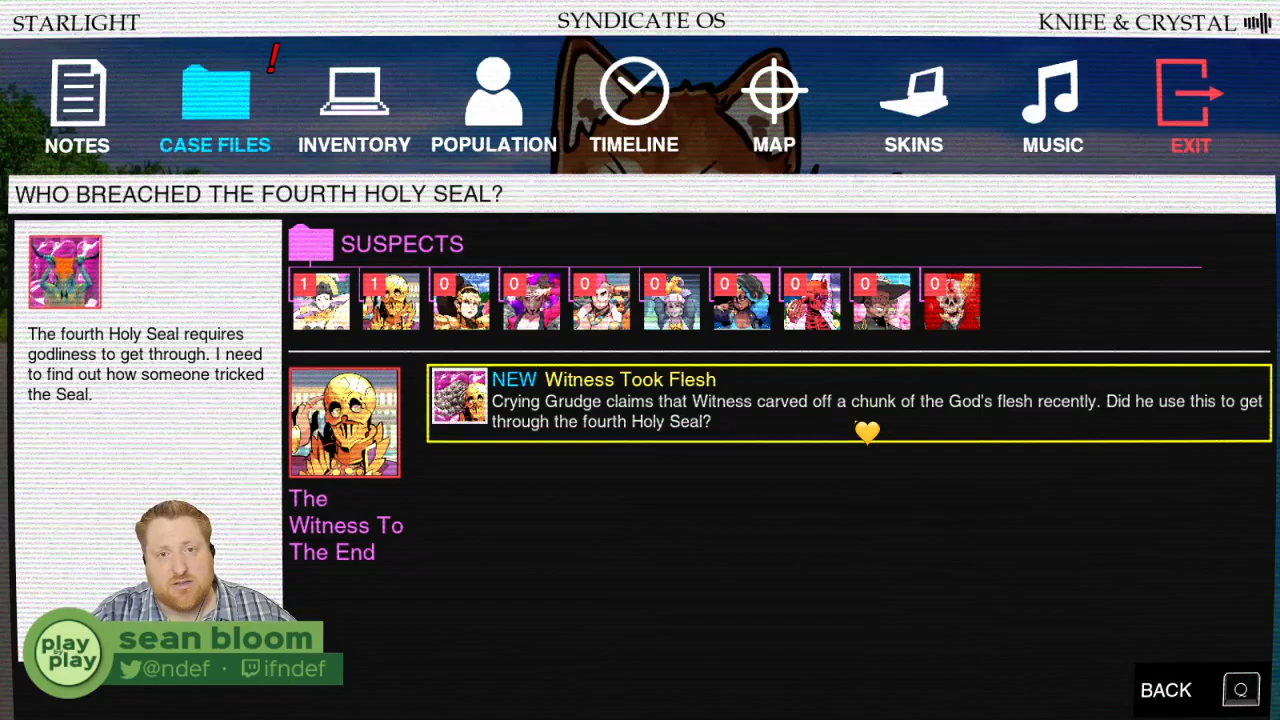 STARLIGHT
SYNDICATE OS
KNIFE & CRYSTAL
!
NOTES
CASE FILES
INVENTORY
POPULATION
TIMELINE
MAP
SKINS
MUSIC
EXIT
WHO BREACHED THE FOURTH HOLY SEAL?
The fourth Holy Seal requires
godliness to get through. I need
to find out how someone tricked
the Seal.
SUSPECTS
1 1 0 0 0 0 0 0 0 0
NEW Witness Took Flesh
Crying Grudge claims that Witness carved off a chunk of the God's flesh recently. Did he use this to get
through the fourth Holy Seal?
The
Witness To
The End
play
by
play
sean bloom
@ndef · ifndef
BACK Q